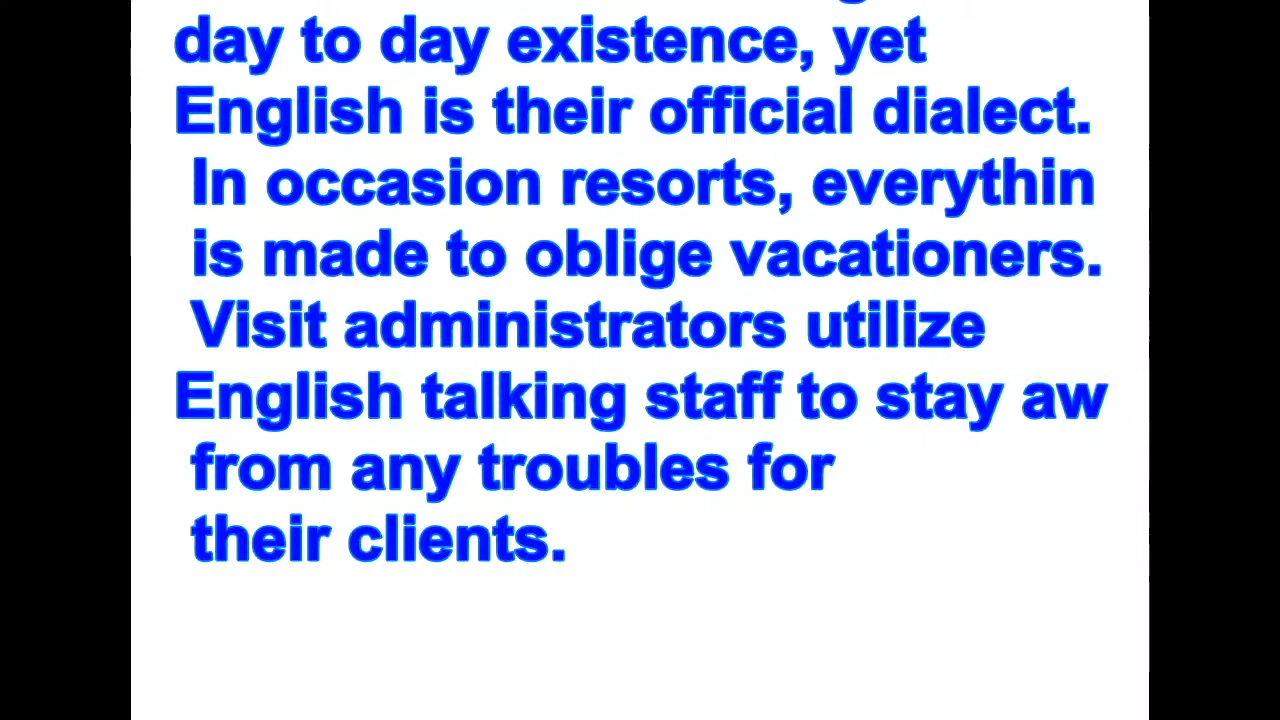 day to day existence, yet
English is their official dialect.
In occasion resorts, everythin
is made to oblige vacationers.
Visit administrators utilize
English talking staff to stay aw
from any troubles for
their clients.